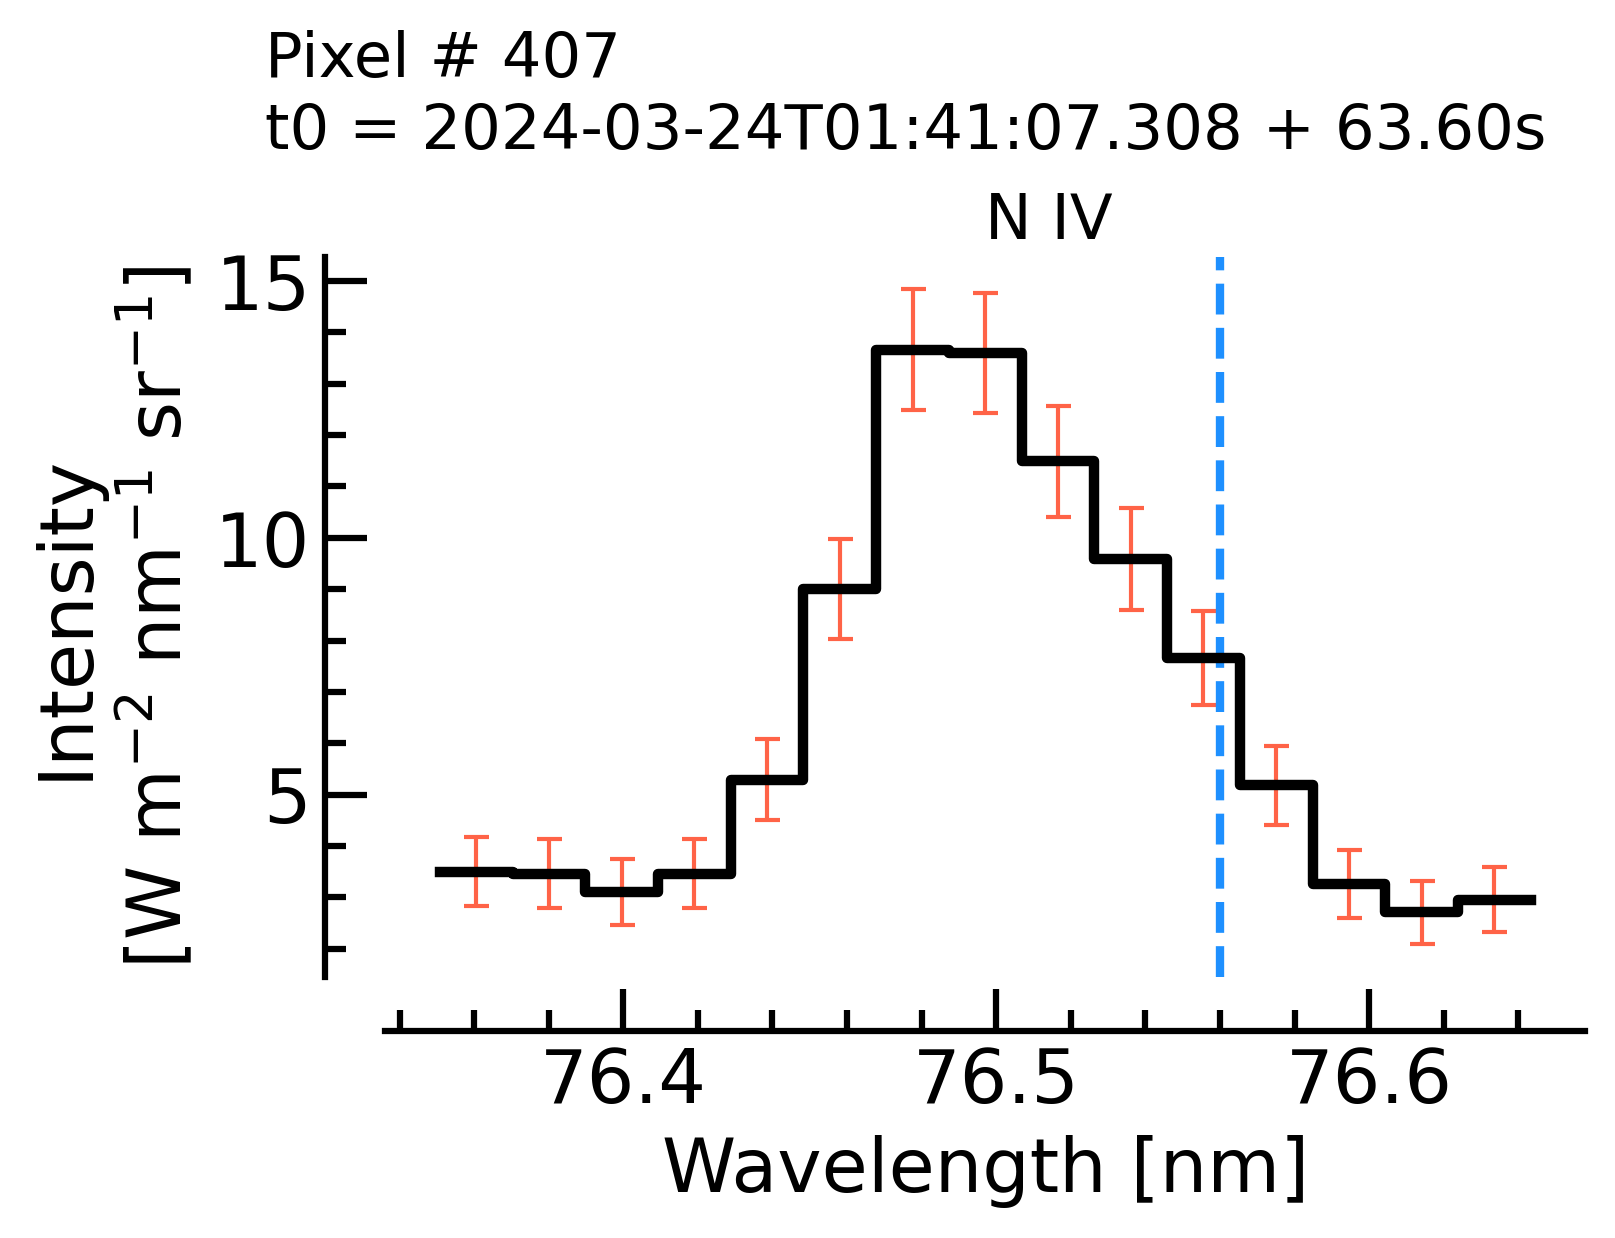 Pixel # 407
t0 = 2024-03-24T01:41:07.308 + 63.60s
N IV
15
10
5
Intensity
[W m⁻² nm⁻¹ sr⁻¹]
76.4 76.5 76.6
Wavelength [nm]